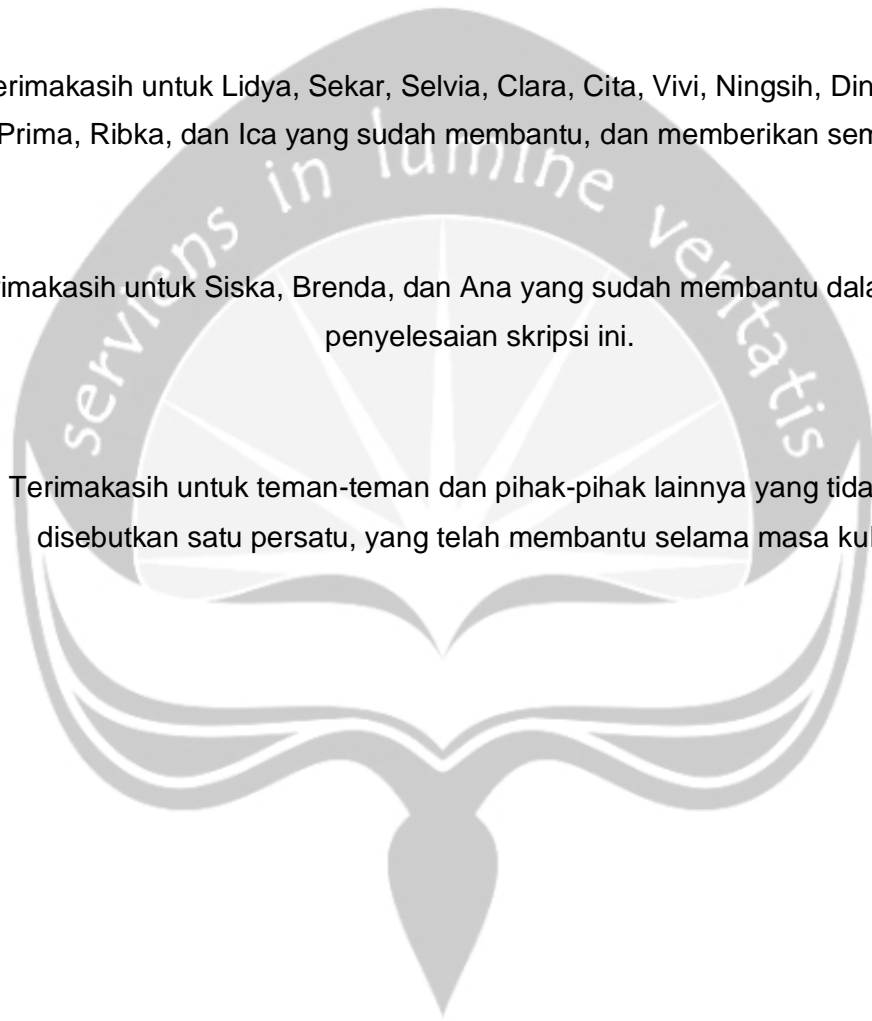 erimakasih untuk Lidya, Sekar, Selvia, Clara, Cita, Vivi, Ningsih, Din
Prima, Ribka, dan Ica yang sudah membantu, dan memberikan sem
serviens in lumine veritatis
rimakasih untuk Siska, Brenda, dan Ana yang sudah membantu dala
penyelesaian skripsi ini.
Terimakasih untuk teman-teman dan pihak-pihak lainnya yang tida
disebutkan satu persatu, yang telah membantu selama masa kul